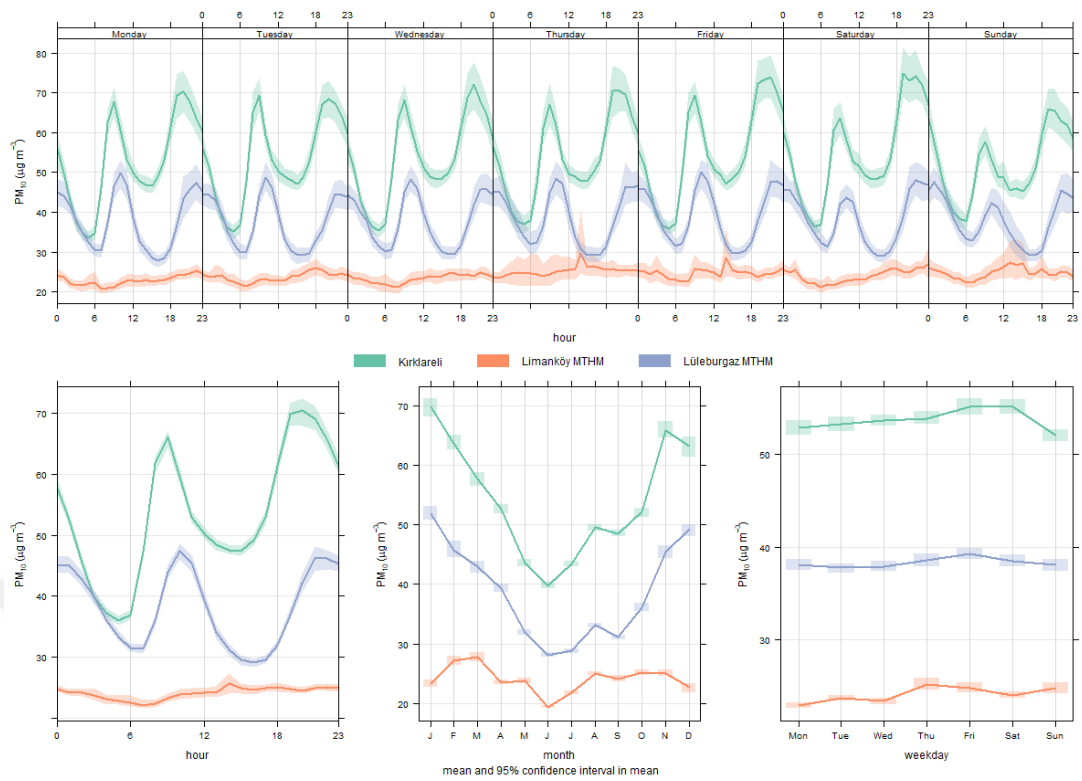 0 6 12 18 23 0 6 12 18 23 0 6 12 18 23
Monday Tuesday Wednesday Thursday Friday Saturday Sunday
80
70
60
50
40
30
20
PM10 (µg m−3)
0 6 12 18 23 0 6 12 18 23 0 6 12 18 23 0 6 12 18 23
hour
Kırklareli Limanköy MTHM Lüleburgaz MTHM
70
60
50
40
30
PM10 (µg m−3)
0 6 12 18 23
hour
70
60
50
40
30
20
PM10 (µg m−3)
J F M A M J J A S O N D
month
mean and 95% confidence interval in mean
50
40
30
PM10 (µg m−3)
Mon Tue Wed Thu Fri Sat Sun
weekday